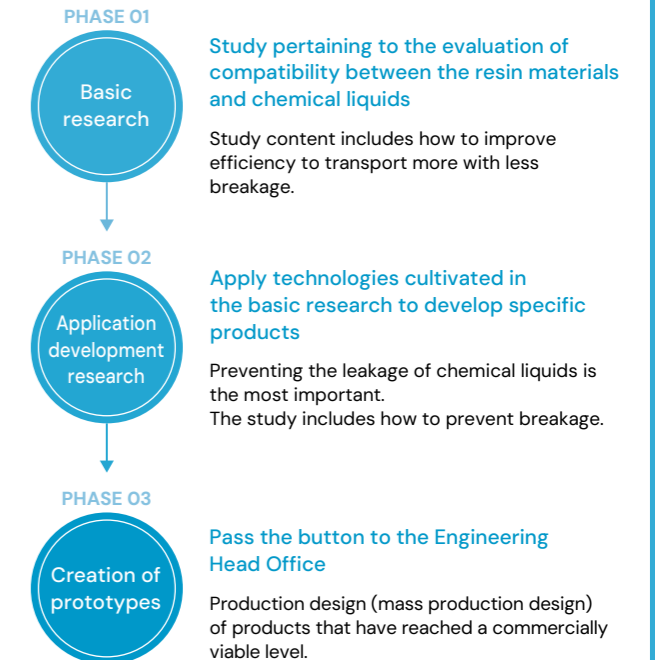 PHASE 01
Basic
research
Study pertaining to the evaluation of
compatibility between the resin materials
and chemical liquids
Study content includes how to improve
efficiency to transport more with less
breakage.
PHASE 02
Application
development
research
Apply technologies cultivated in
the basic research to develop specific
products
Preventing the leakage of chemical liquids is
the most important.
The study includes how to prevent breakage.
PHASE 03
Creation of
prototypes
Pass the button to the Engineering
Head Office
Production design (mass production design)
of products that have reached a commercially
viable level.